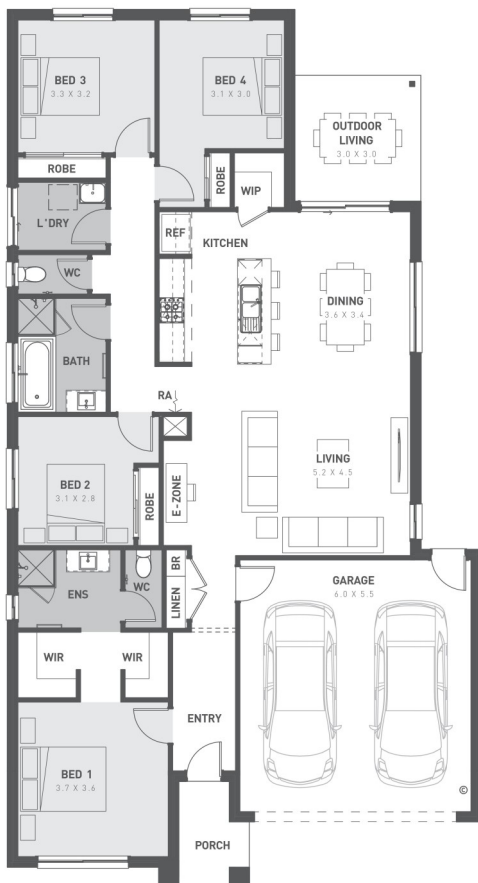 BED 3
3.3 X 3.2
BED 4
3.1 X 3.0
OUTDOOR
LIVING
3.0 X 3.0
ROBE
ROBE
WIP
L'DRY
REF
KITCHEN
WC
DINING
3.6 X 3.4
BATH
RA
BED 2
3.1 X 2.8
ROBE
E-ZONE
LIVING
5.2 X 4.5
ENS
WC
BR
LINEN
GARAGE
6.0 X 5.5
WIR
WIR
ENTRY
BED 1
3.7 X 3.6
©
PORCH